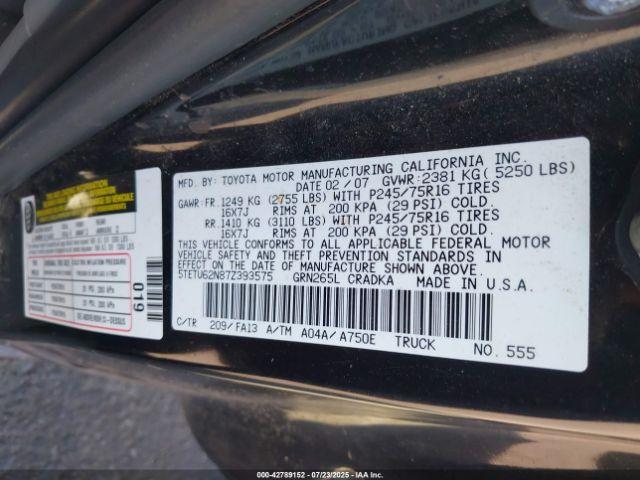 MFD. BY: TOYOTA MOTOR MANUFACTURING CALIFORNIA INC.
DATE 02 / 07 GVWR:2381 KG ( 5250 LBS)
GAWR:FR.1249 KG (2755 LBS) WITH P245/75R16 TIRES
16X7J RIMS AT 200 KPA (29 PSI) COLD.
RR.1410 KG (3110 LBS) WITH P245/75R16 TIRES
16X7J RIMS AT 200 KPA (29 PSI) COLD.
THIS VEHICLE CONFORMS TO ALL APPLICABLE FEDERAL MOTOR
VEHICLE SAFETY AND THEFT PREVENTION STANDARDS IN
EFFECT ON THE DATE OF MANUFACTURE SHOWN ABOVE.
5TETU62N87Z393575 GRN265L CRADKA MADE IN U.S.A.
C/TR 209/ FA13 A/TM A04A/ A750E TRUCK NO. 555
019
000-42789152 | 07/23/2025 | IAAI.COM